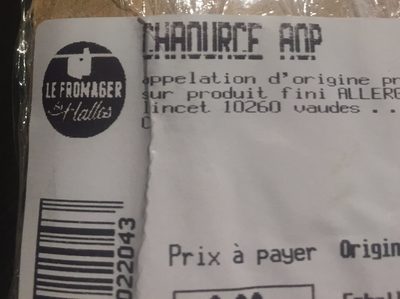 CHAOURCE AOP
LE FROMAGER
des Halles
appelation d'origine pr
sur produit fini ALLERG
lincet 10260 vaudes ..
Prix à payer Origin
022043